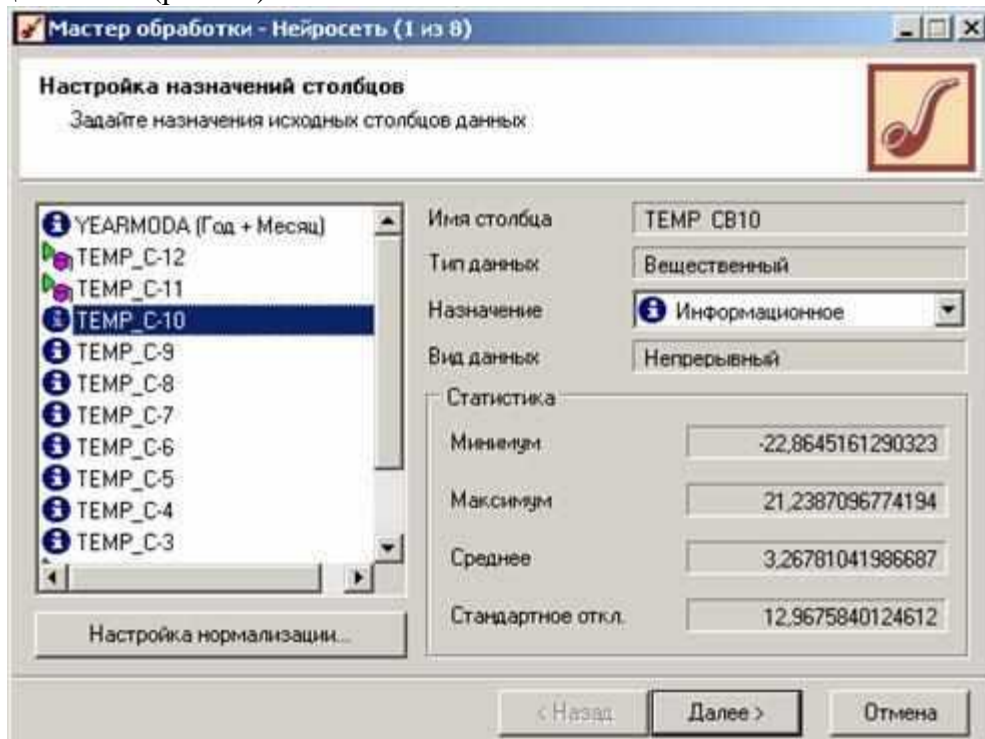 Мастер обработки - Нейросеть (1 из 8)
Настройка назначений столбцов
Задайте назначения исходных столбцов данных
YEARMODA (Год + Месяц)
TEMP_C-12
TEMP_C-11
TEMP_C-10
TEMP_C-9
TEMP_C-8
TEMP_C-7
TEMP_C-6
TEMP_C-5
TEMP_C-4
TEMP_C-3
Настройка нормализации...
Имя столбца TEMP CB10
Тип данных Вещественный
Назначение Информационное
Вид данных Непрерывный
Статистика
Минимум -22,8645161290323
Максимум 21,2387096774194
Среднее 3,26781041986687
Стандартное откл. 12,9675840124612
< Назад Далее > Отмена